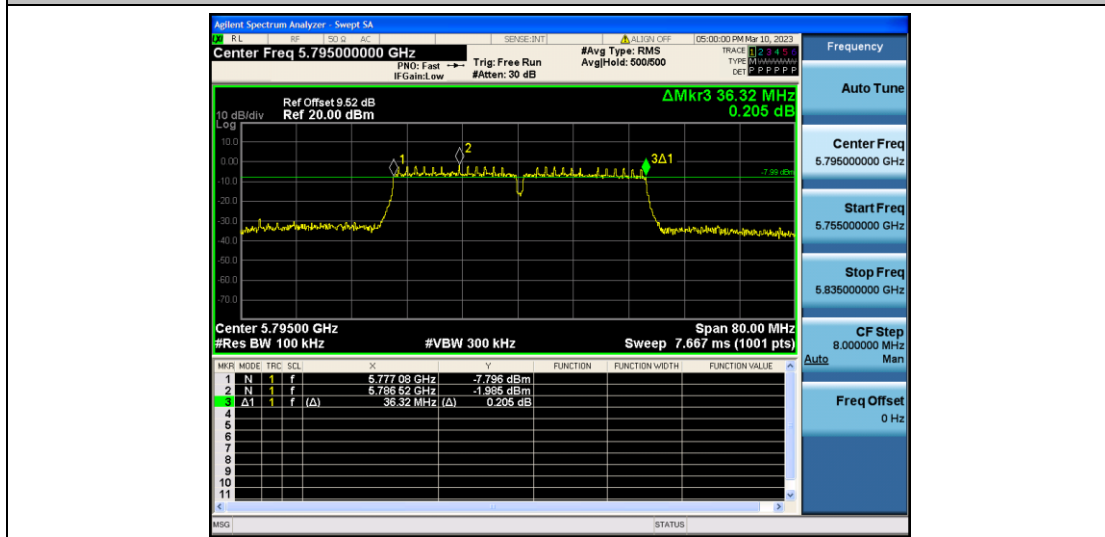 Agilent Spectrum Analyzer - Swept SA
RL RF 50 Ω AC SENSE:INT ALIGN OFF 05:00:00 PM Mar 10, 2023
Center Freq 5.795000000 GHz
PNO: Fast
IFGain:Low
Trig: Free Run
#Atten: 30 dB
#Avg Type: RMS
Avg|Hold: 500/500
TRACE 1 2 3 4 5 6
TYPE M
DET P P P P P P
Ref Offset 9.52 dB
Ref 20.00 dBm
10 dB/div
Log
ΔMkr3 36.32 MHz
0.205 dB
10.0
0.00
-10.0
-20.0
-30.0
-40.0
-50.0
-60.0
-70.0
1
2
3Δ1
-7.99 dBm
Center 5.79500 GHz
Span 80.00 MHz
#Res BW 100 kHz
#VBW 300 kHz
Sweep 7.667 ms (1001 pts)
MKR MODE TRC SCL X Y FUNCTION FUNCTION WIDTH FUNCTION VALUE
1 N 1 f 5.777 08 GHz -7.796 dBm
2 N 1 f 5.786 52 GHz -1.985 dBm
3 Δ1 1 f (Δ) 36.32 MHz (Δ) 0.205 dB
4
5
6
7
8
9
10
11
MSG
STATUS
Frequency
Auto Tune
Center Freq
5.795000000 GHz
Start Freq
5.755000000 GHz
Stop Freq
5.835000000 GHz
CF Step
8.000000 MHz
Auto Man
Freq Offset
0 Hz